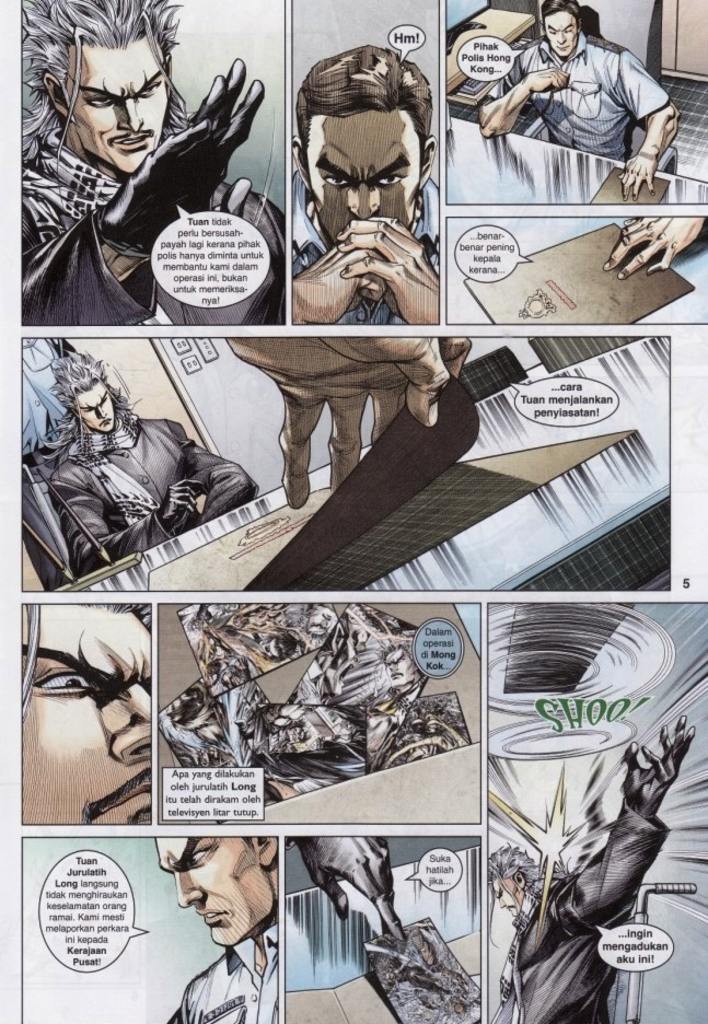 Tuan tidak
perlu bersusah-
payah lagi kerana pihak
polis hanya diminta untuk
membantu kami dalam
operasi ini, bukan
untuk memeriksa-
nya!
Hm!
Pihak
Polis Hong
Kong...
...benar-
benar pening
kepala
kerana...
...cara
Tuan menjalankan
penyiasatan!
5
Apa yang dilakukan
oleh jurulatih Long
itu telah dirakam oleh
televisyen litar tutup.
Dalam
operasi
di Mong
Kok...
SHOO!
Tuan
Jurulatih
Long langsung
tidak menghiraukan
keselamatan orang
ramai. Kami mesti
melaporkan perkara
ini kepada
Kerajaan
Pusat!
Suka
hatilah
jika...
...ingin
mengadukan
aku ini!